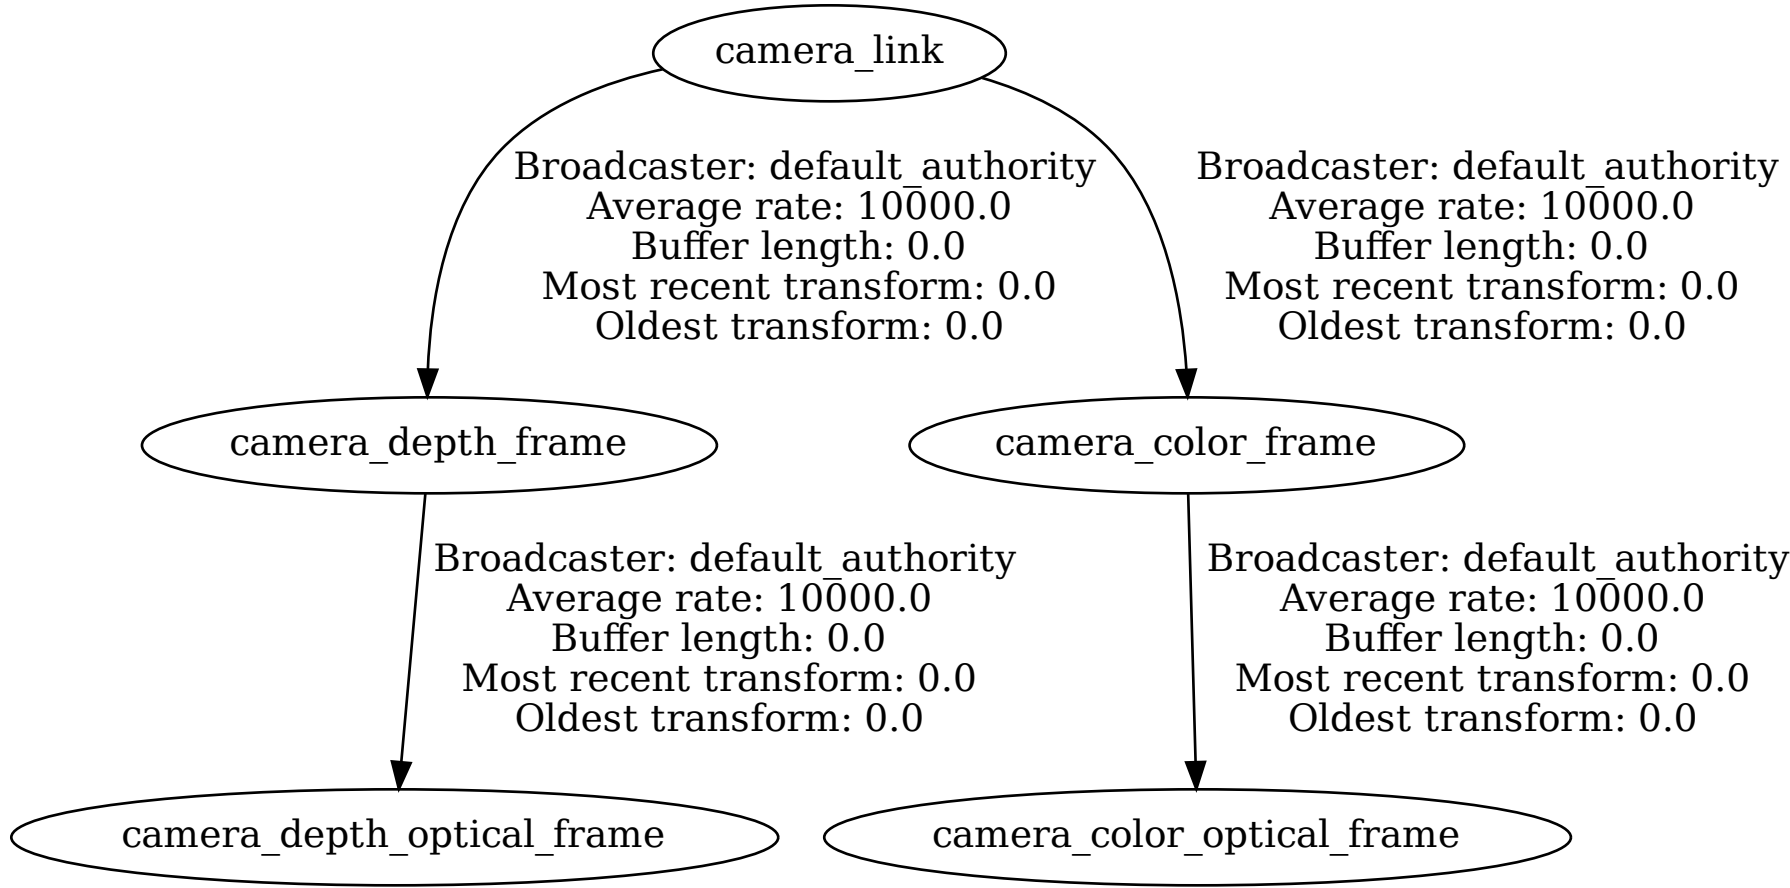 camera_link
Broadcaster: default_authority
Average rate: 10000.0
Buffer length: 0.0
Most recent transform: 0.0
Oldest transform: 0.0
Broadcaster: default_authority
Average rate: 10000.0
Buffer length: 0.0
Most recent transform: 0.0
Oldest transform: 0.0
camera_depth_frame
camera_color_frame
Broadcaster: default_authority
Average rate: 10000.0
Buffer length: 0.0
Most recent transform: 0.0
Oldest transform: 0.0
Broadcaster: default_authority
Average rate: 10000.0
Buffer length: 0.0
Most recent transform: 0.0
Oldest transform: 0.0
camera_depth_optical_frame
camera_color_optical_frame